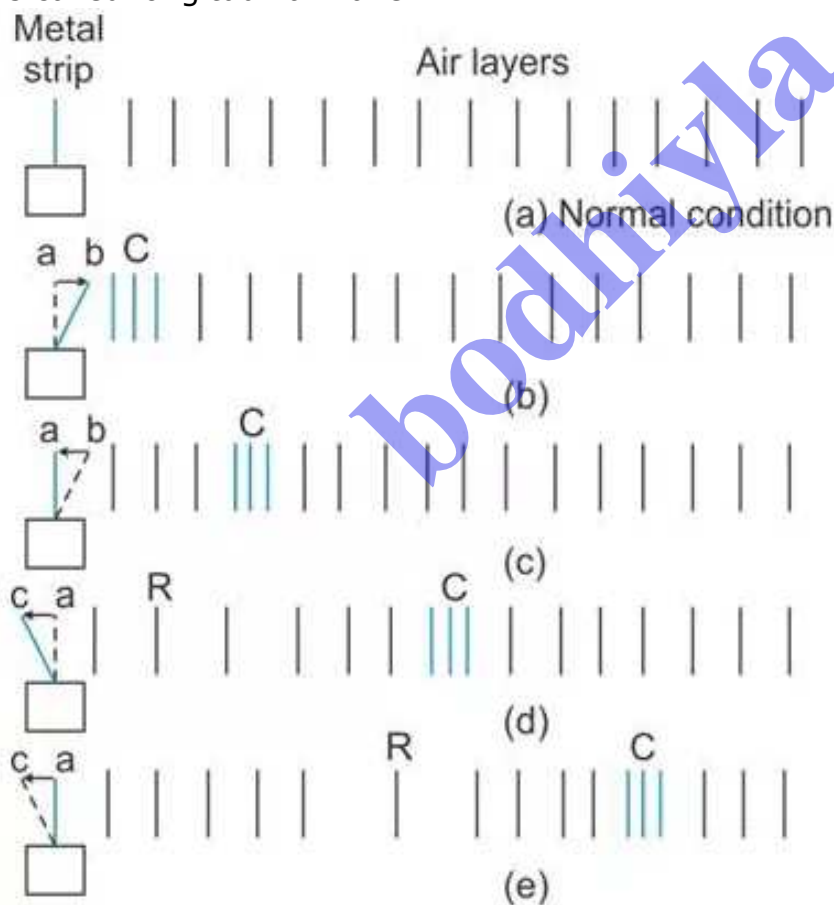 Metal
strip
Air layers
(a) Normal condition
a b C
(b)
a b C
(c)
c a R C
(d)
c a R C
(e)
bodhiyla